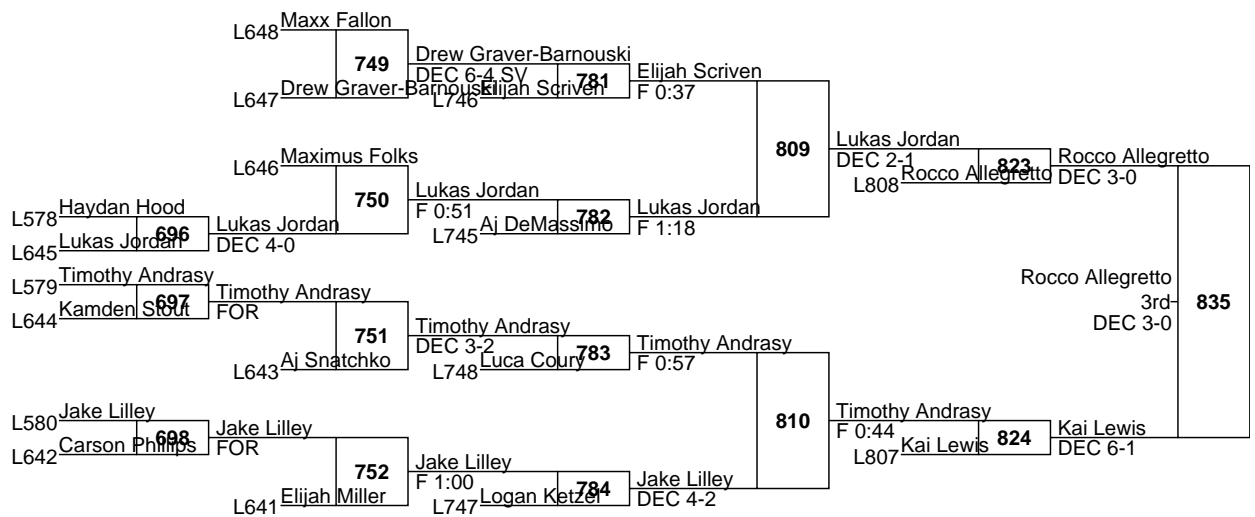 L648 Maxx Fallon
749
Drew Graver-Barnouski
DEC 6-4 SV
L647 Drew Graver-Barnouski
L746 Elijah Scriven
781
Elijah Scriven
F 0:37
L646 Maximus Folks
750
Lukas Jordan
F 0:51
L578 Haydan Hood
696
L645 Lukas Jordan
Lukas Jordan
DEC 4-0
L745 Aj DeMassimo
782
Lukas Jordan
F 1:18
809
Lukas Jordan
DEC 2-1
L808 Rocco Allegretto
823
Rocco Allegretto
DEC 3-0
L579 Timothy Andrasy
697
L644 Kamden Stout
Timothy Andrasy
FOR
751
L643 Aj Snatchko
Timothy Andrasy
DEC 3-2
L748 Luca Coury
783
Timothy Andrasy
F 0:57
L580 Jake Lilley
698
L642 Carson Phillips
Jake Lilley
FOR
752
L641 Elijah Miller
Jake Lilley
F 1:00
L747 Logan Ketzel
784
Jake Lilley
DEC 4-2
810
Timothy Andrasy
F 0:44
L807 Kai Lewis
824
Kai Lewis
DEC 6-1
Rocco Allegretto
3rd
DEC 3-0
835